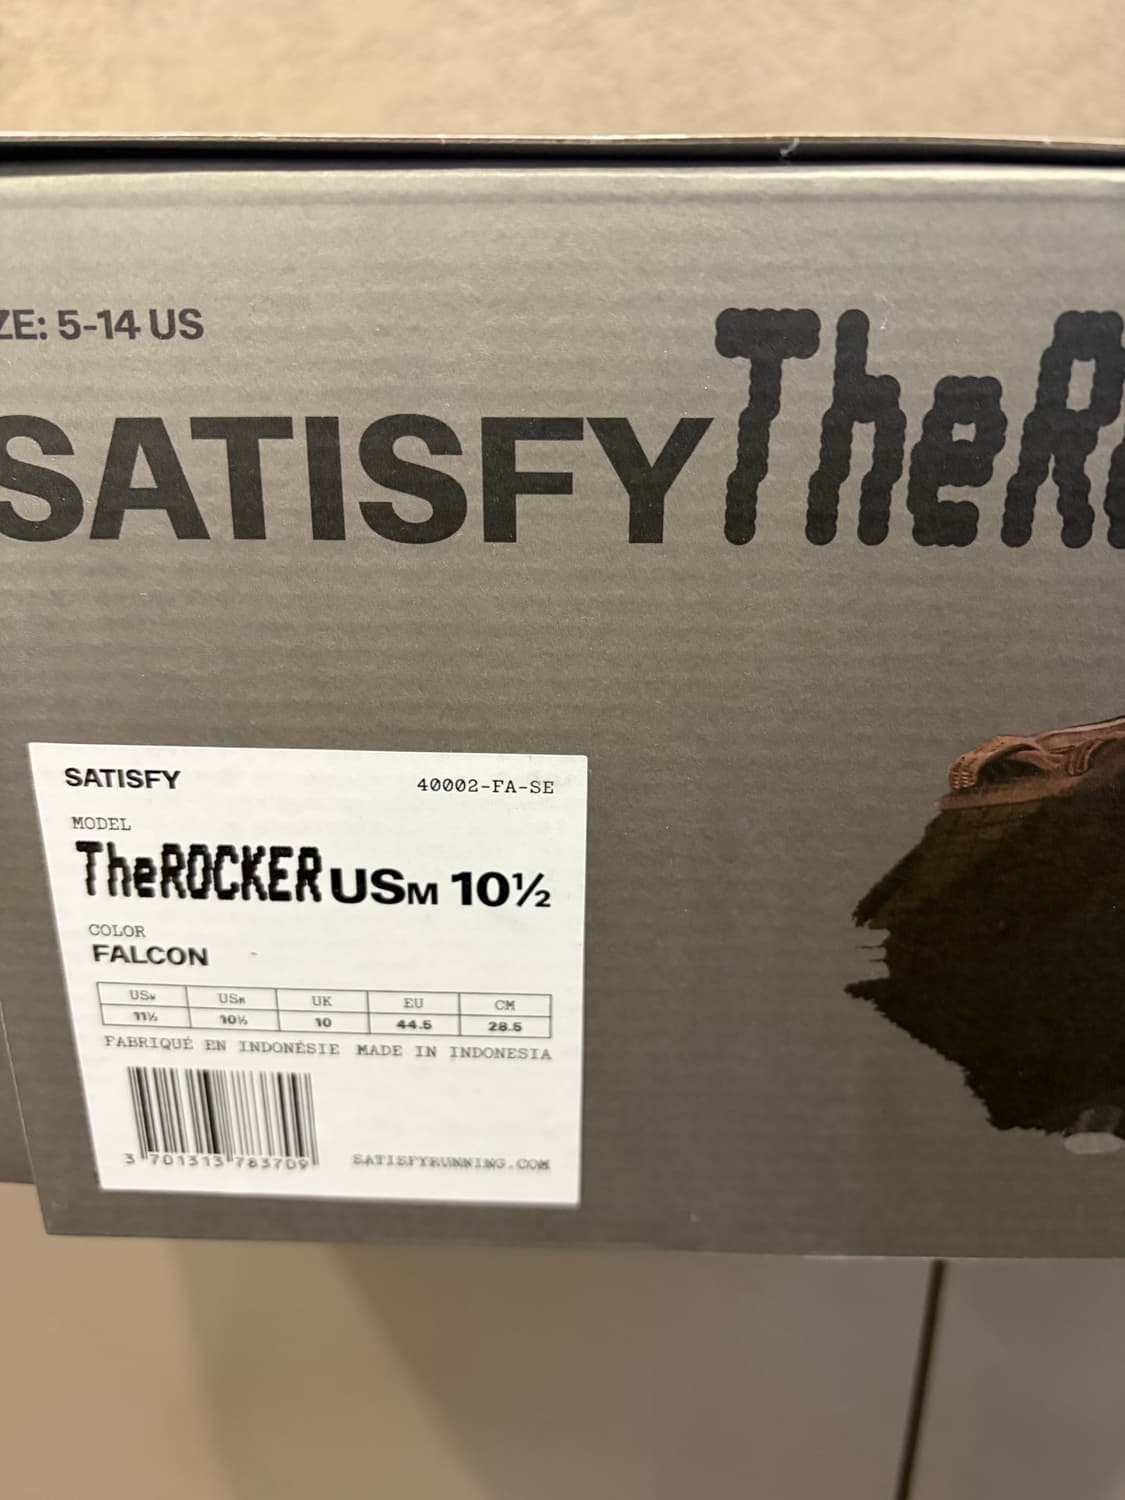 ZE: 5-14 US
SATISFY TheR
SATISFY 40002-FA-SE
MODEL
TheROCKER USM 10½
COLOR
FALCON
USW USM UK EU CM
11½ 10½ 10 44.5 28.5
FABRIQUÉ EN INDONÉSIE MADE IN INDONESIA
3 701313 783709
SATISFYRUNNING.COM